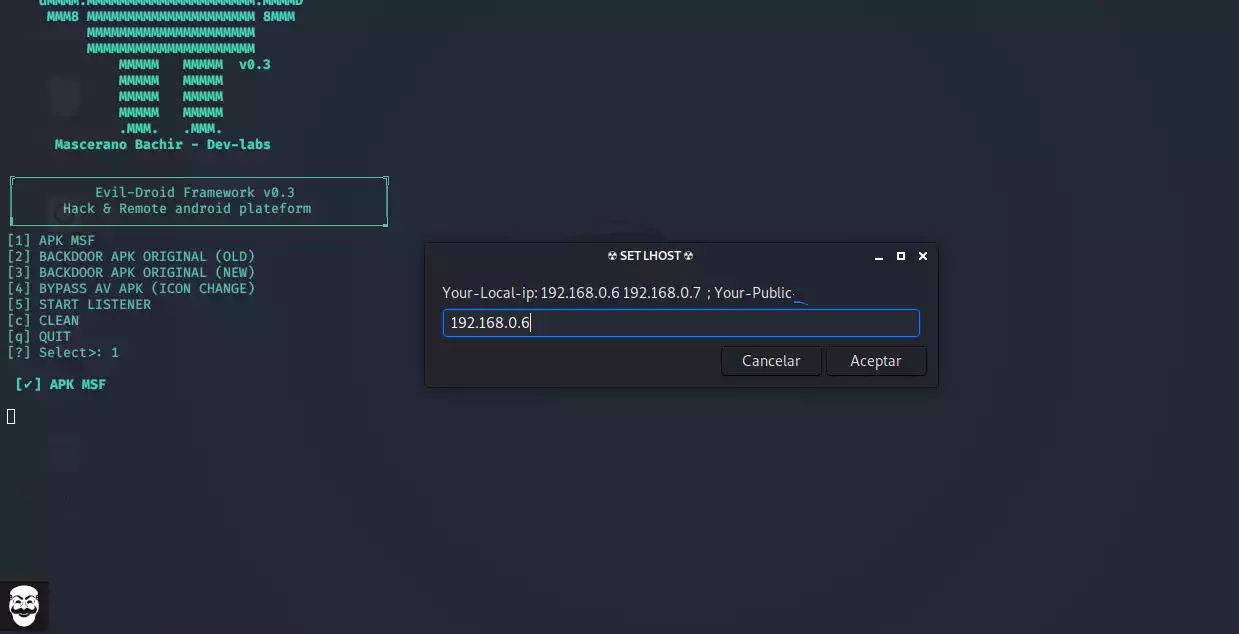 MMM8 MMMMMMMMMMMMMMMMMMMMM 8MMM
MMMMMMMMMMMMMMMMMMMMM
MMMMMMMMMMMMMMMMMMMMM
MMMMM MMMMM v0.3
MMMMM MMMMM
MMMMM MMMMM
MMMMM MMMMM
.MMM. .MMM.
Mascerano Bachir - Dev-labs
Evil-Droid Framework v0.3
Hack & Remote android plateform
[1] APK MSF
[2] BACKDOOR APK ORIGINAL (OLD)
[3] BACKDOOR APK ORIGINAL (NEW)
[4] BYPASS AV APK (ICON CHANGE)
[5] START LISTENER
[c] CLEAN
[q] QUIT
[?] Select>: 1
[✔] APK MSF
☢ SET LHOST ☢
Your-Local-ip: 192.168.0.6 192.168.0.7 ; Your-Public-
192.168.0.6
Cancelar
Aceptar